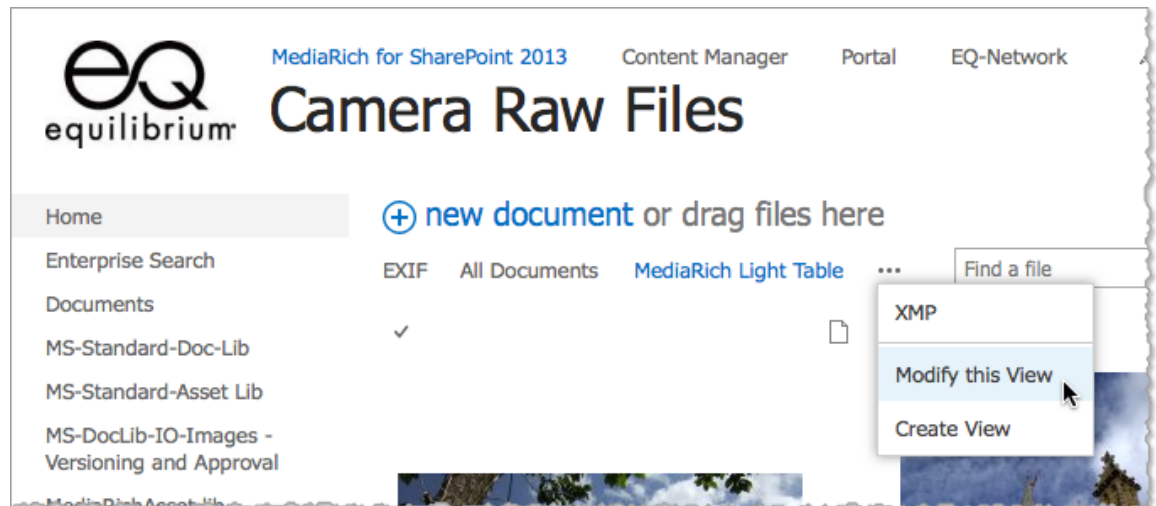 eQ
equilibrium
MediaRich for SharePoint 2013 Content Manager Portal EQ-Network
Camera Raw Files
Home
Enterprise Search
Documents
MS-Standard-Doc-Lib
MS-Standard-Asset Lib
MS-DocLib-IO-Images -
Versioning and Approval
MediaRichAsset-lib
new document or drag files here
EXIF All Documents MediaRich Light Table ••• Find a file
XMP
Modify this View
Create View